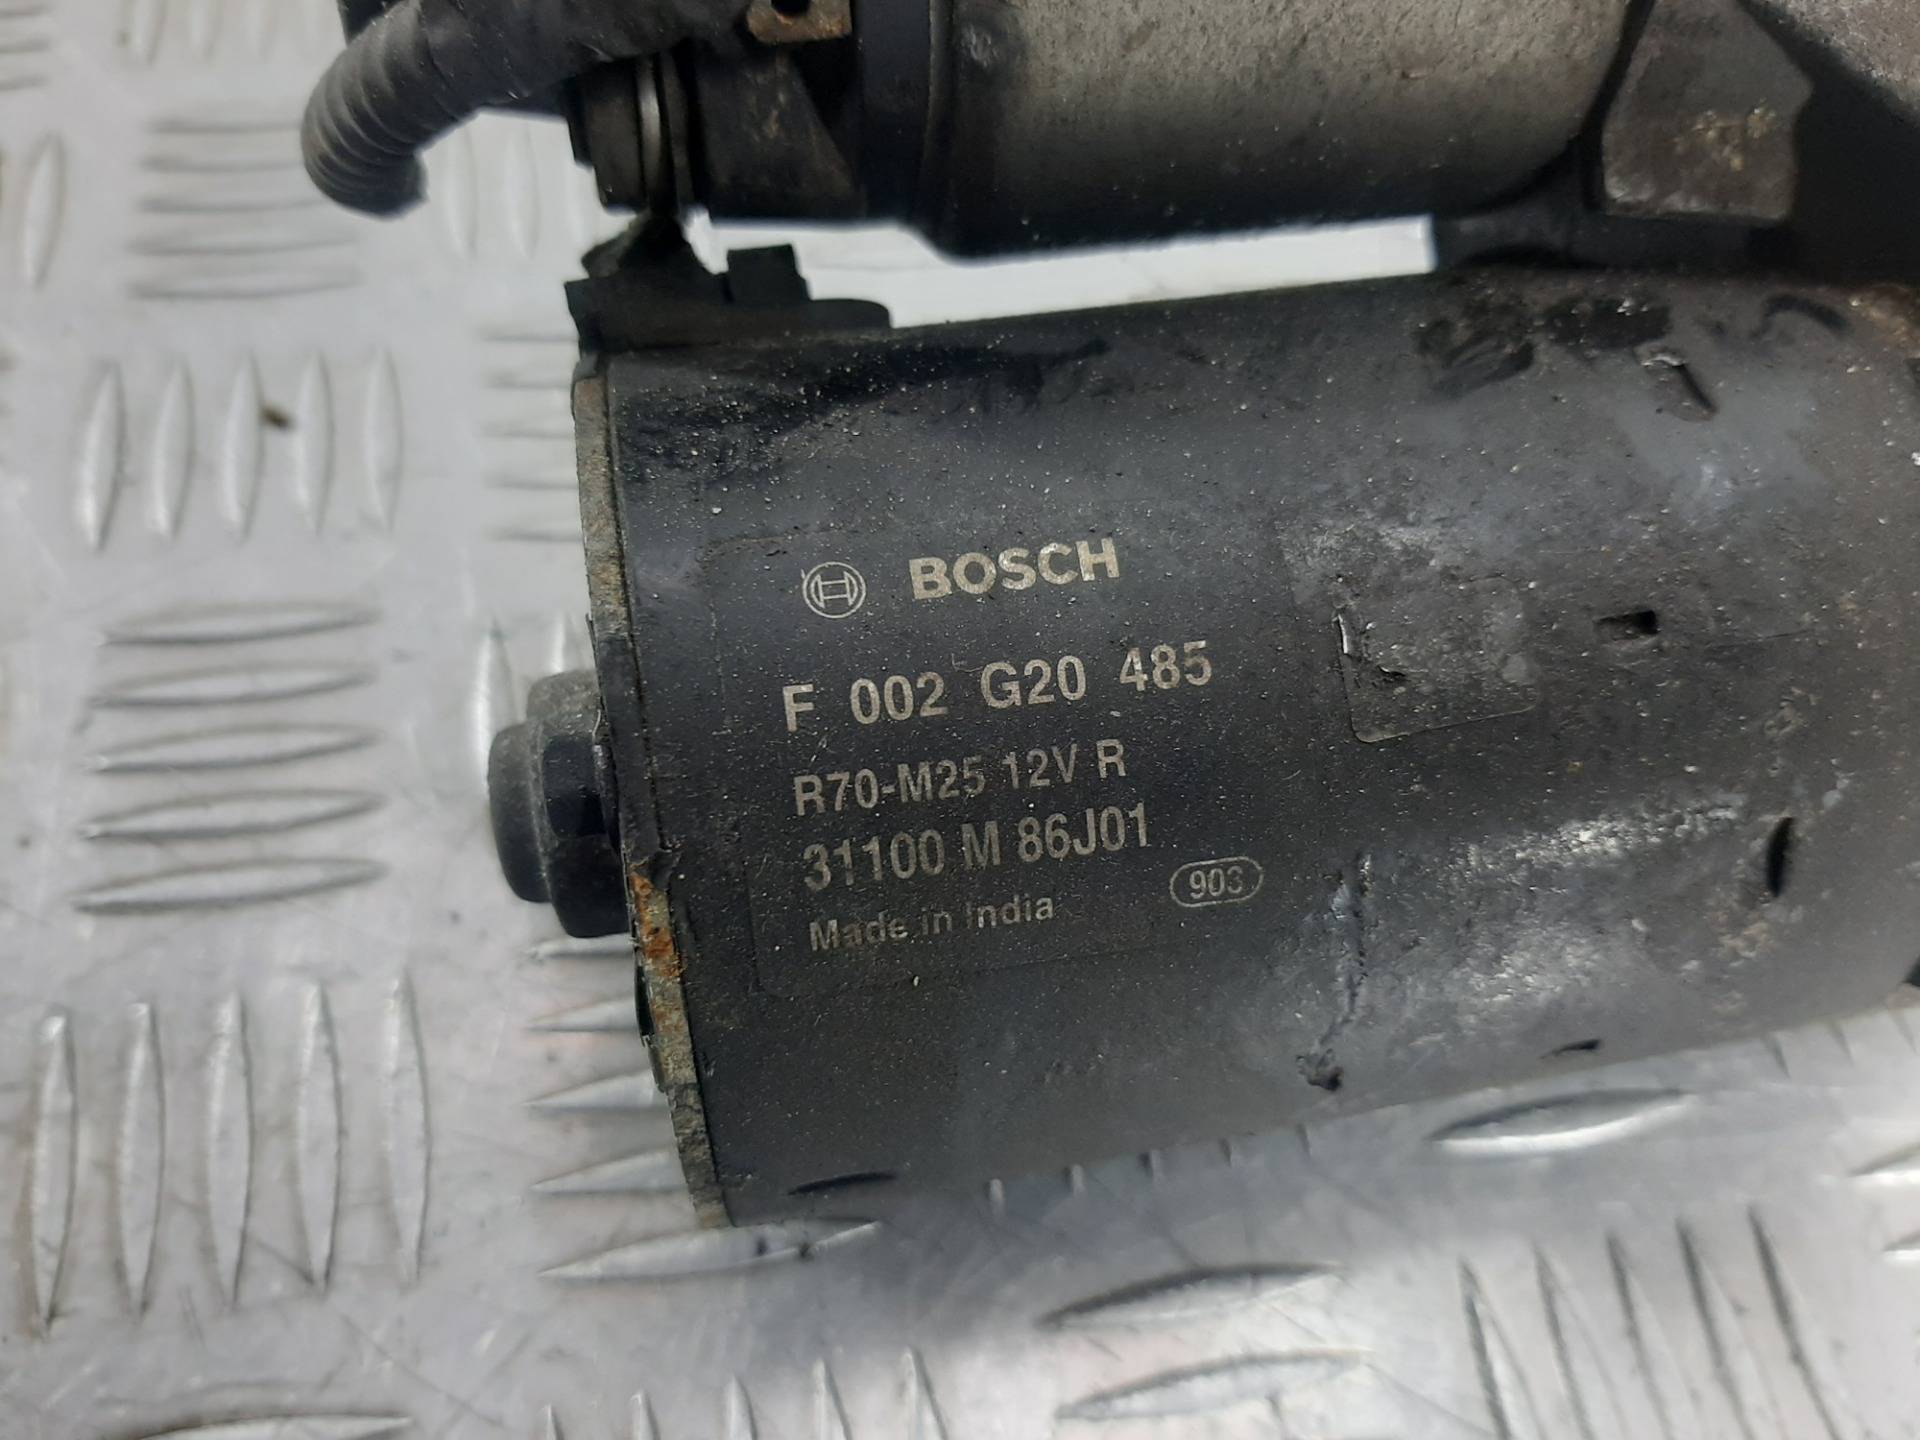 BOSCH
F 002 G20 485
R70-M25 12V R
31100 M 86J01
Made in India
903